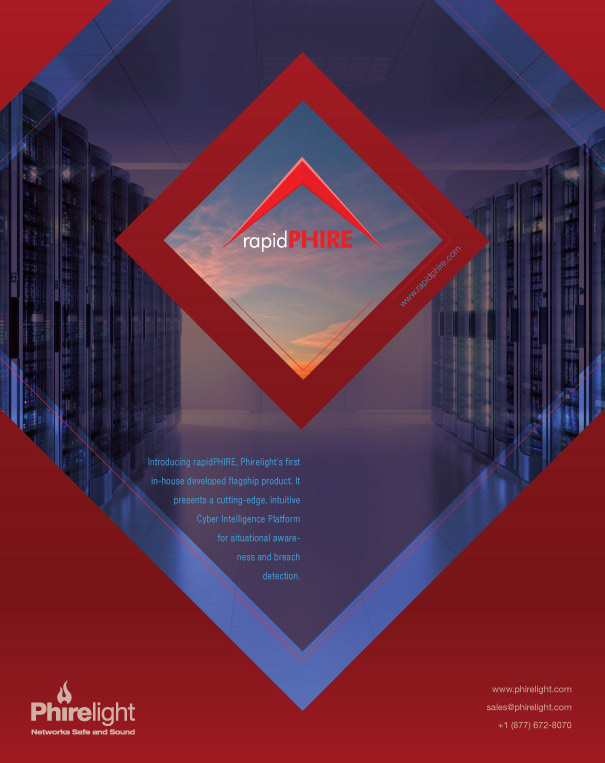 rapidPHIRE
www.rapidphire.com
Introducing rapidPHIRE, Phirelight's first
in-house developed flagship product. It
presents a cutting-edge, intuitive
Cyber Intelligence Platform
for situational aware-
ness and breach
detection.
Phirelight
Networks Safe and Sound
www.phirelight.com
sales@phirelight.com
+1 (877) 672-8070